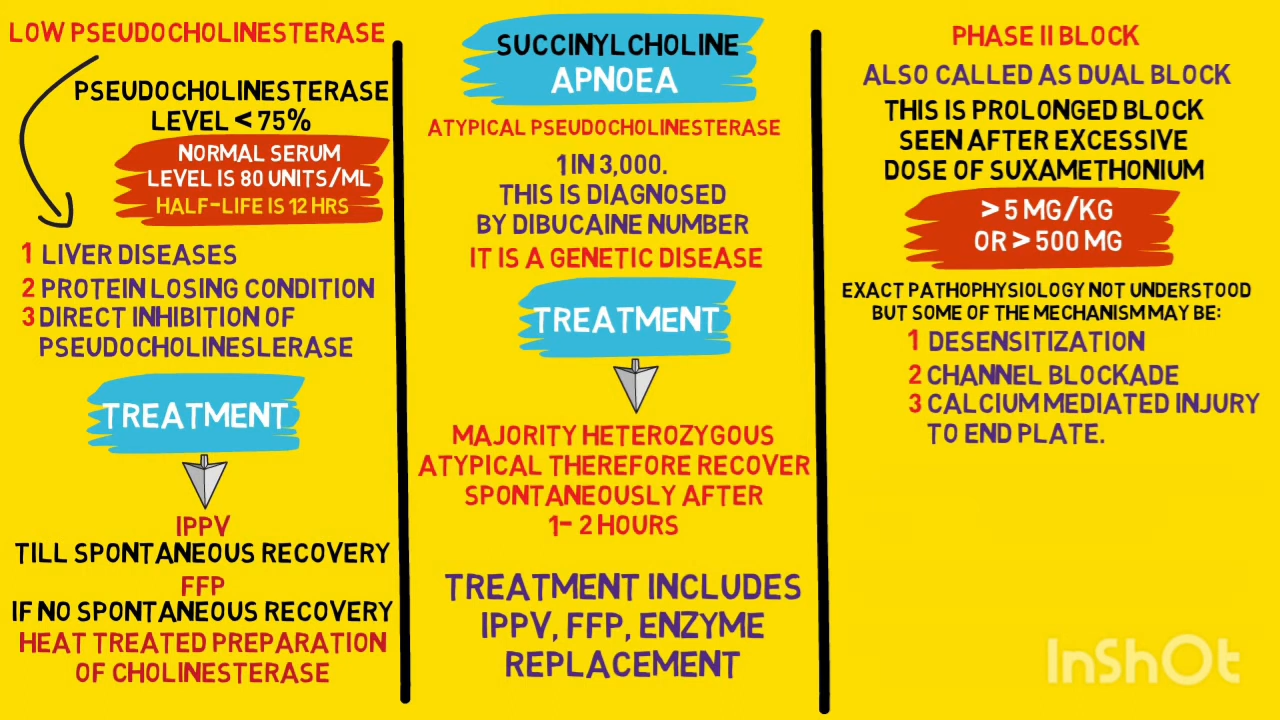 LOW PSEUDOCHOLINESTERASE
PSEUDOCHOLINESTERASE
LEVEL < 75%
NORMAL SERUM
LEVEL IS 80 UNITS/ML
HALF-LIFE IS 12 HRS
1 LIVER DISEASES
2 PROTEIN LOSING CONDITION
3 DIRECT INHIBITION OF
PSEUDOCHOLINESLERASE
TREATMENT
IPPV
TILL SPONTANEOUS RECOVERY
FFP
IF NO SPONTANEOUS RECOVERY
HEAT TREATED PREPARATION
OF CHOLINESTERASE
SUCCINYLCHOLINE
APNOEA
ATYPICAL PSEUDOCHOLINESTERASE
1 IN 3,000.
THIS IS DIAGNOSED
BY DIBUCAINE NUMBER
IT IS A GENETIC DISEASE
TREATMENT
MAJORITY HETEROZYGOUS
ATYPICAL THEREFORE RECOVER
SPONTANEOUSLY AFTER
1- 2 HOURS
TREATMENT INCLUDES
IPPV, FFP, ENZYME
REPLACEMENT
PHASE II BLOCK
ALSO CALLED AS DUAL BLOCK
THIS IS PROLONGED BLOCK
SEEN AFTER EXCESSIVE
DOSE OF SUXAMETHONIUM
> 5 MG/KG
OR > 500 MG
EXACT PATHOPHYSIOLOGY NOT UNDERSTOOD
BUT SOME OF THE MECHANISM MAY BE:
1 DESENSITIZATION
2 CHANNEL BLOCKADE
3 CALCIUM MEDIATED INJURY
TO END PLATE.
InShOt